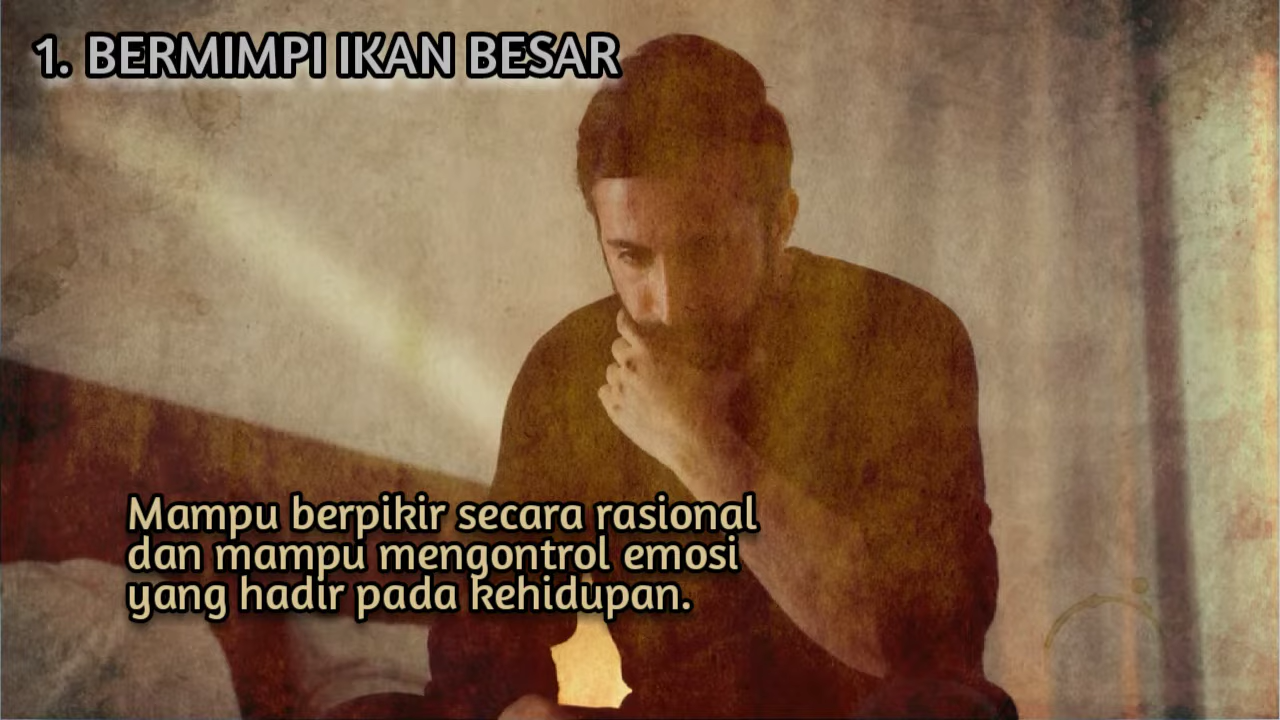 1. BERMIMPI IKAN BESAR
Mampu berpikir secara rasional
dan mampu mengontrol emosi
yang hadir pada kehidupan.